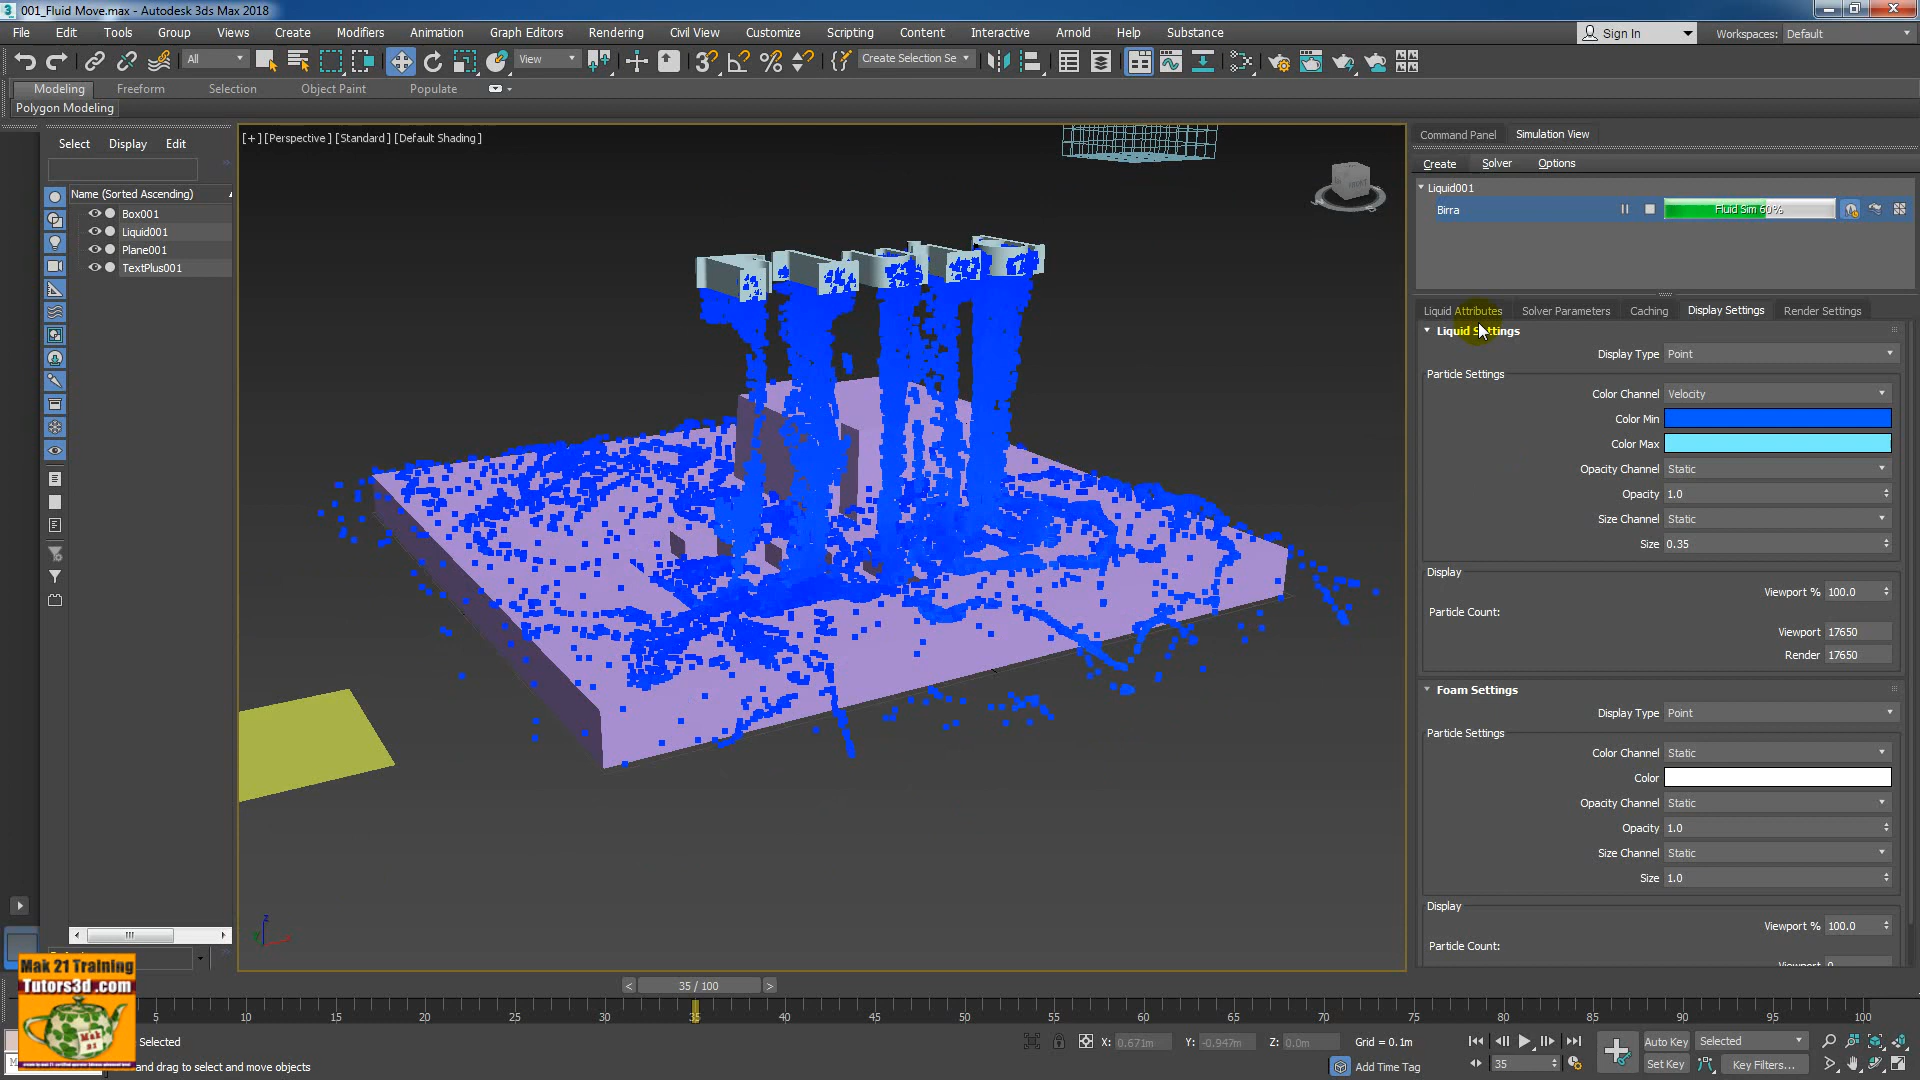 001_Fluid Move.max - Autodesk 3ds Max 2018
File Edit Tools Group Views Create Modifiers Animation Graph Editors Rendering Civil View Customize Scripting Content Interactive Arnold Help Substance
Sign In
Workspaces: Default
All
View
Create Selection Se
Modeling Freeform Selection Object Paint Populate
Polygon Modeling
Select Display Edit
Name (Sorted Ascending)
Box001
Liquid001
Plane001
TextPlus001
[+] [Perspective] [Standard] [Default Shading]
Command Panel Simulation View
Create Solver Options
Liquid001
Birra
Fluid Sim 60%
Liquid Attributes Solver Parameters Caching Display Settings Render Settings
Liquid Settings
Display Type Point
Particle Settings
Color Channel Velocity
Color Min
Color Max
Opacity Channel Static
Opacity 1.0
Size Channel Static
Size 0.35
Display
Viewport % 100.0
Particle Count:
Viewport 17650
Render 17650
Foam Settings
Display Type Point
Particle Settings
Color Channel Static
Color
Opacity Channel Static
Opacity 1.0
Size Channel Static
Size 1.0
Display
Viewport % 100.0
Particle Count:
Mak 21 Training
Tutors3d .com
Mak 21
< 35 / 100 >
5 10 15 20 25 30 35 40 45 50 55 60 65 70 75 80 85 90 95 100
Selected
X: 0.671m Y: -0.947m Z: 0.0m Grid = 0.1m
and drag to select and move objects
Add Time Tag
35
Auto Key Selected
Set Key Key Filters...